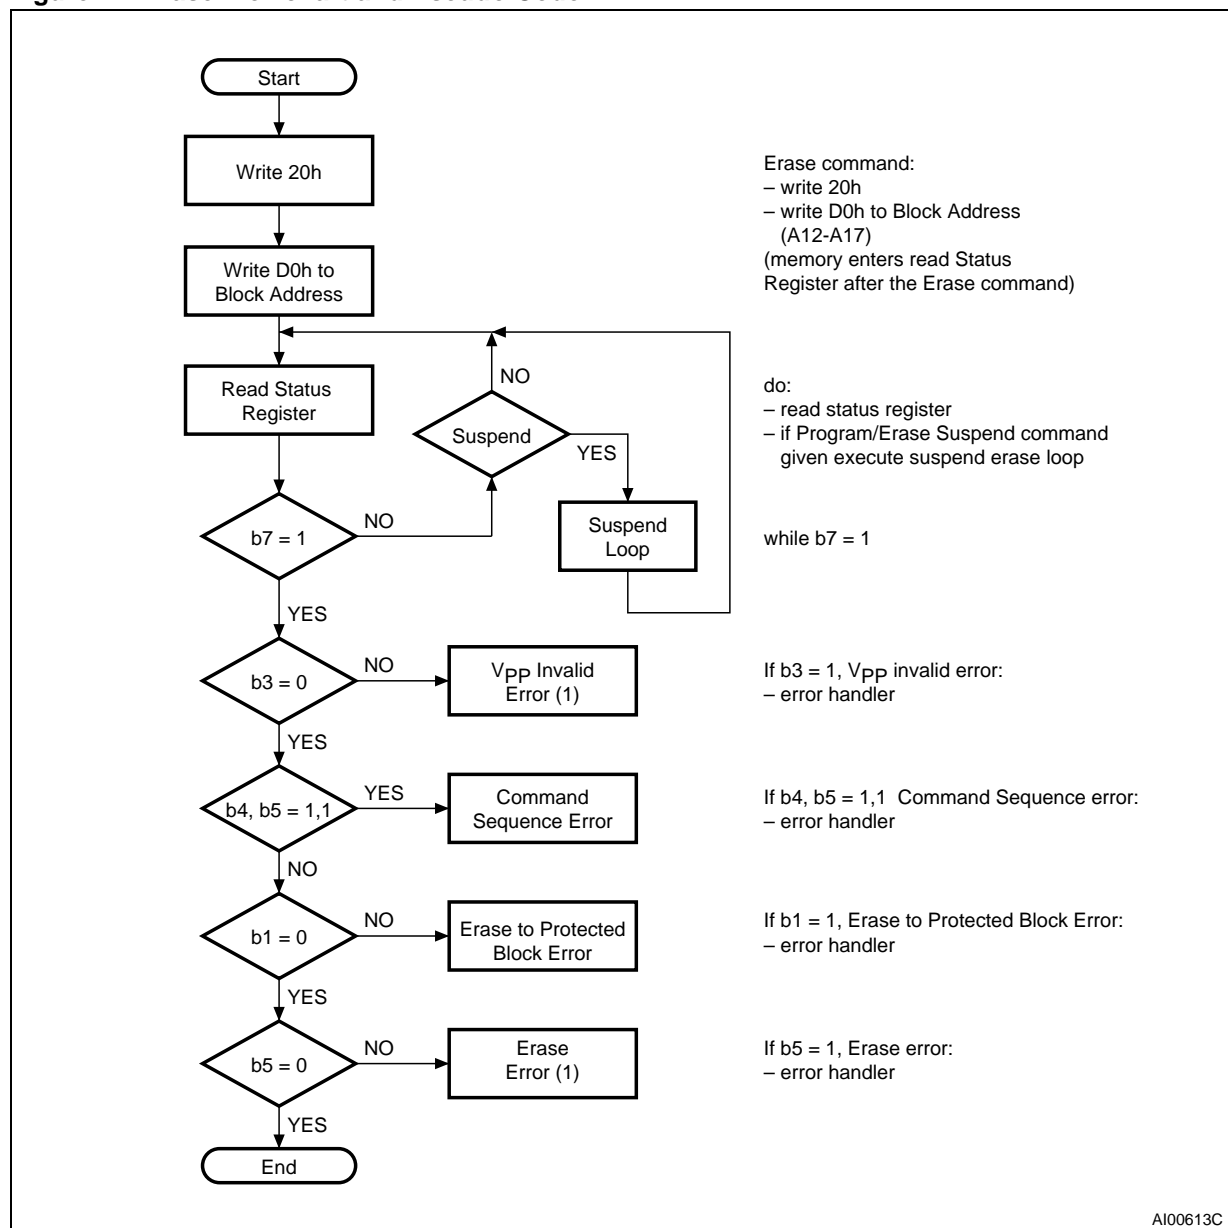 Start
Write 20h
Erase command:
– write 20h
– write D0h to Block Address
(A12-A17)
(memory enters read Status
Register after the Erase command)
Write D0h to
Block Address
Read Status
Register
NO
Suspend
YES
do:
– read status register
– if Program/Erase Suspend command
given execute suspend erase loop
b7 = 1
NO
Suspend
Loop
while b7 = 1
YES
b3 = 0
NO
VPP Invalid
Error (1)
If b3 = 1, VPP invalid error:
– error handler
YES
b4, b5 = 1,1
YES
Command
Sequence Error
If b4, b5 = 1,1 Command Sequence error:
– error handler
NO
b1 = 0
NO
Erase to Protected
Block Error
If b1 = 1, Erase to Protected Block Error:
– error handler
YES
b5 = 0
NO
Erase
Error (1)
If b5 = 1, Erase error:
– error handler
YES
End
AI00613C